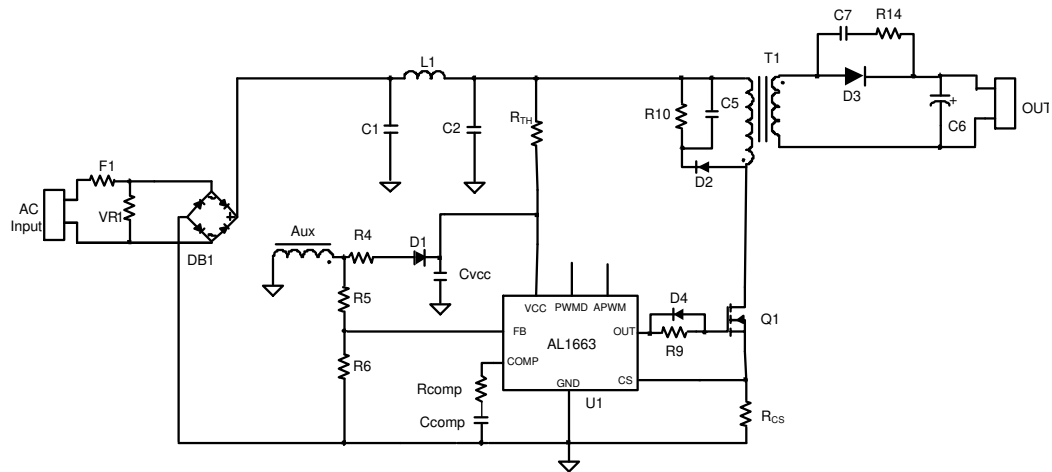 C7
R14
L1
T1
D3
C1
C2
RTH
R10
C5
D2
+
C6
OUT
F1
AC
Input
VR1
DB1
+
Aux
R4
D1
Cvcc
R5
VCC
PWMD
APWM
D4
Q1
FB
OUT
AL1663
R9
R6
COMP
Rcomp
GND
CS
U1
Ccomp
RCS